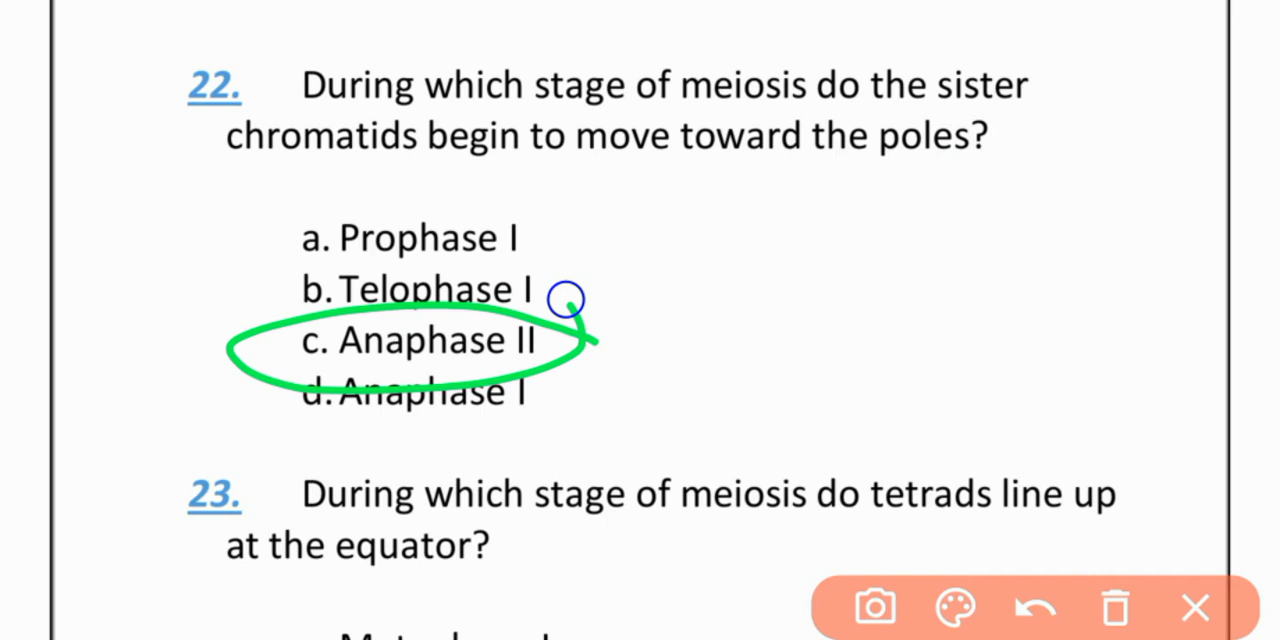 22. During which stage of meiosis do the sister
chromatids begin to move toward the poles?
a. Prophase I
b. Telophase I
c. Anaphase II
d. Anaphase I
23. During which stage of meiosis do tetrads line up
at the equator?